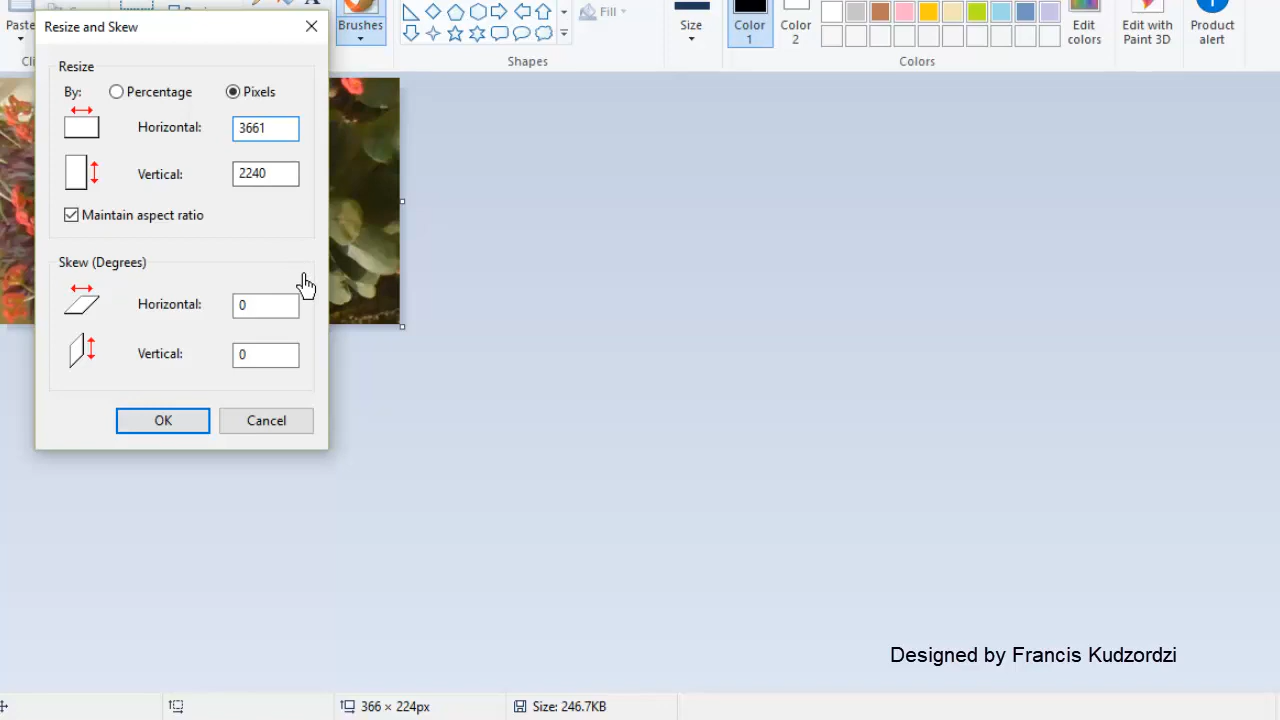 Resize and Skew
Paste
Brushes
Fill
Size
Color 1
Color 2
Edit colors
Edit with Paint 3D
Product alert
Shapes
Colors
Resize
By: Percentage Pixels
Horizontal: 3661
Vertical: 2240
Maintain aspect ratio
Skew (Degrees)
Horizontal: 0
Vertical: 0
OK Cancel
Designed by Francis Kudzordzi
366 × 224px
Size: 246.7KB